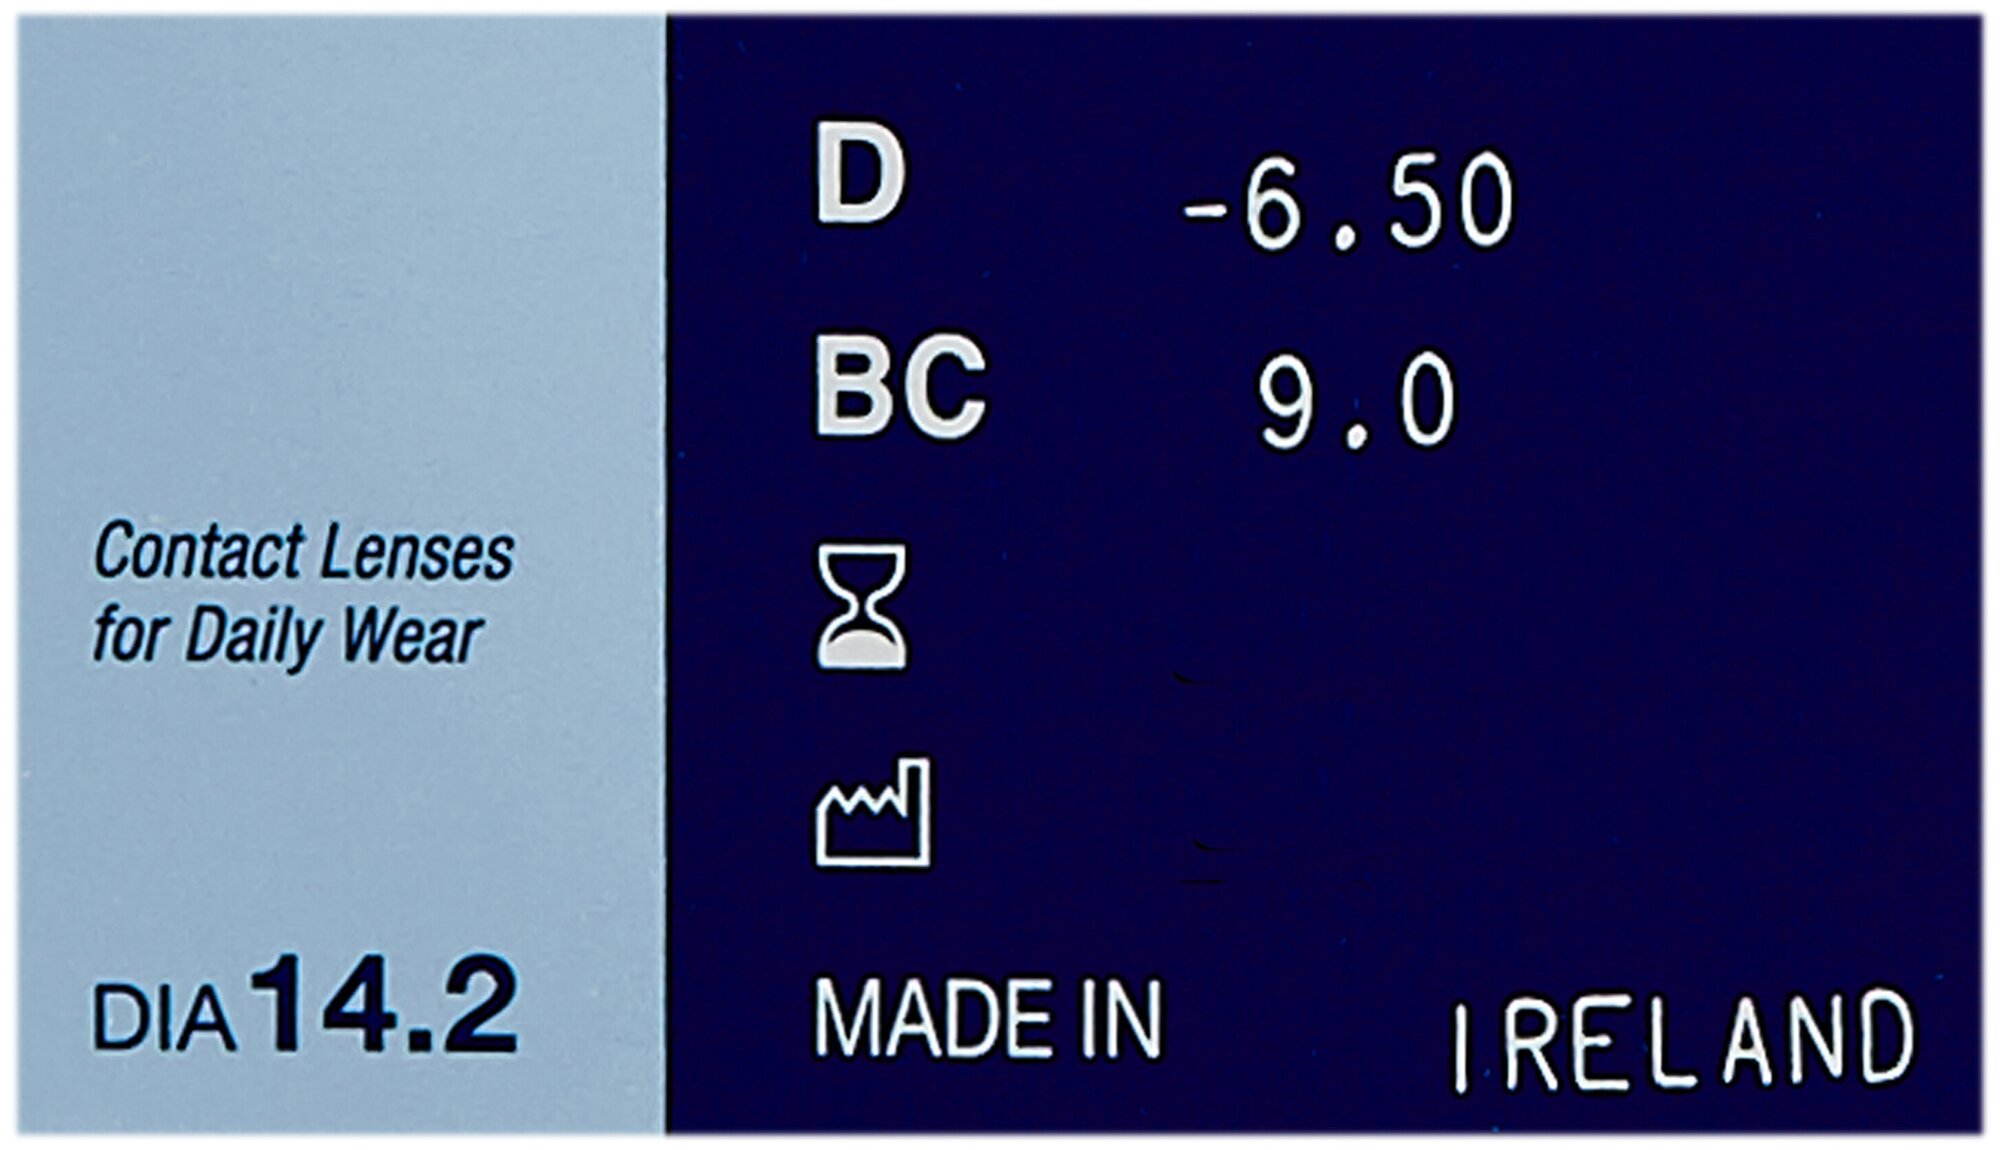 Contact Lenses
for Daily Wear
DIA 14.2
D -6.50
BC 9.0
MADE IN IRELAND